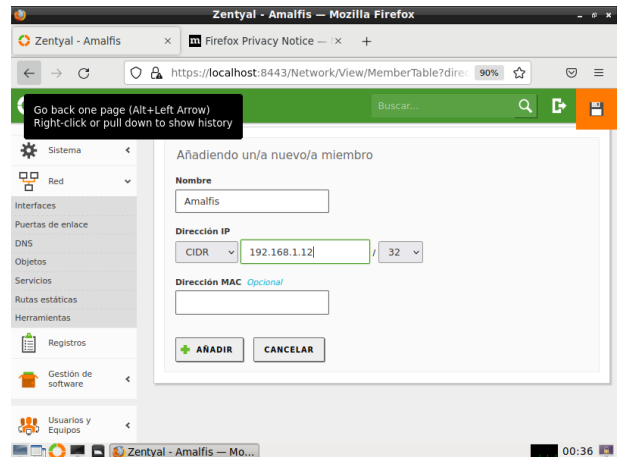 Zentyal - Amalfis — Mozilla Firefox
Zentyal - Amalfis
Firefox Privacy Notice —
https://localhost:8443/Network/View/MemberTable?direc
90%
Go back one page (Alt+Left Arrow)
Right-click or pull down to show history
Buscar...
Sistema
Red
Interfaces
Puertas de enlace
DNS
Objetos
Servicios
Rutas estáticas
Herramientas
Registros
Gestión de
software
Usuarios y
Equipos
Añadiendo un/a nuevo/a miembro
Nombre
Amalfis
Dirección IP
CIDR 192.168.1.12 / 32
Dirección MAC Opcional
AÑADIR CANCELAR
Zentyal - Amalfis — Mo...
00:36